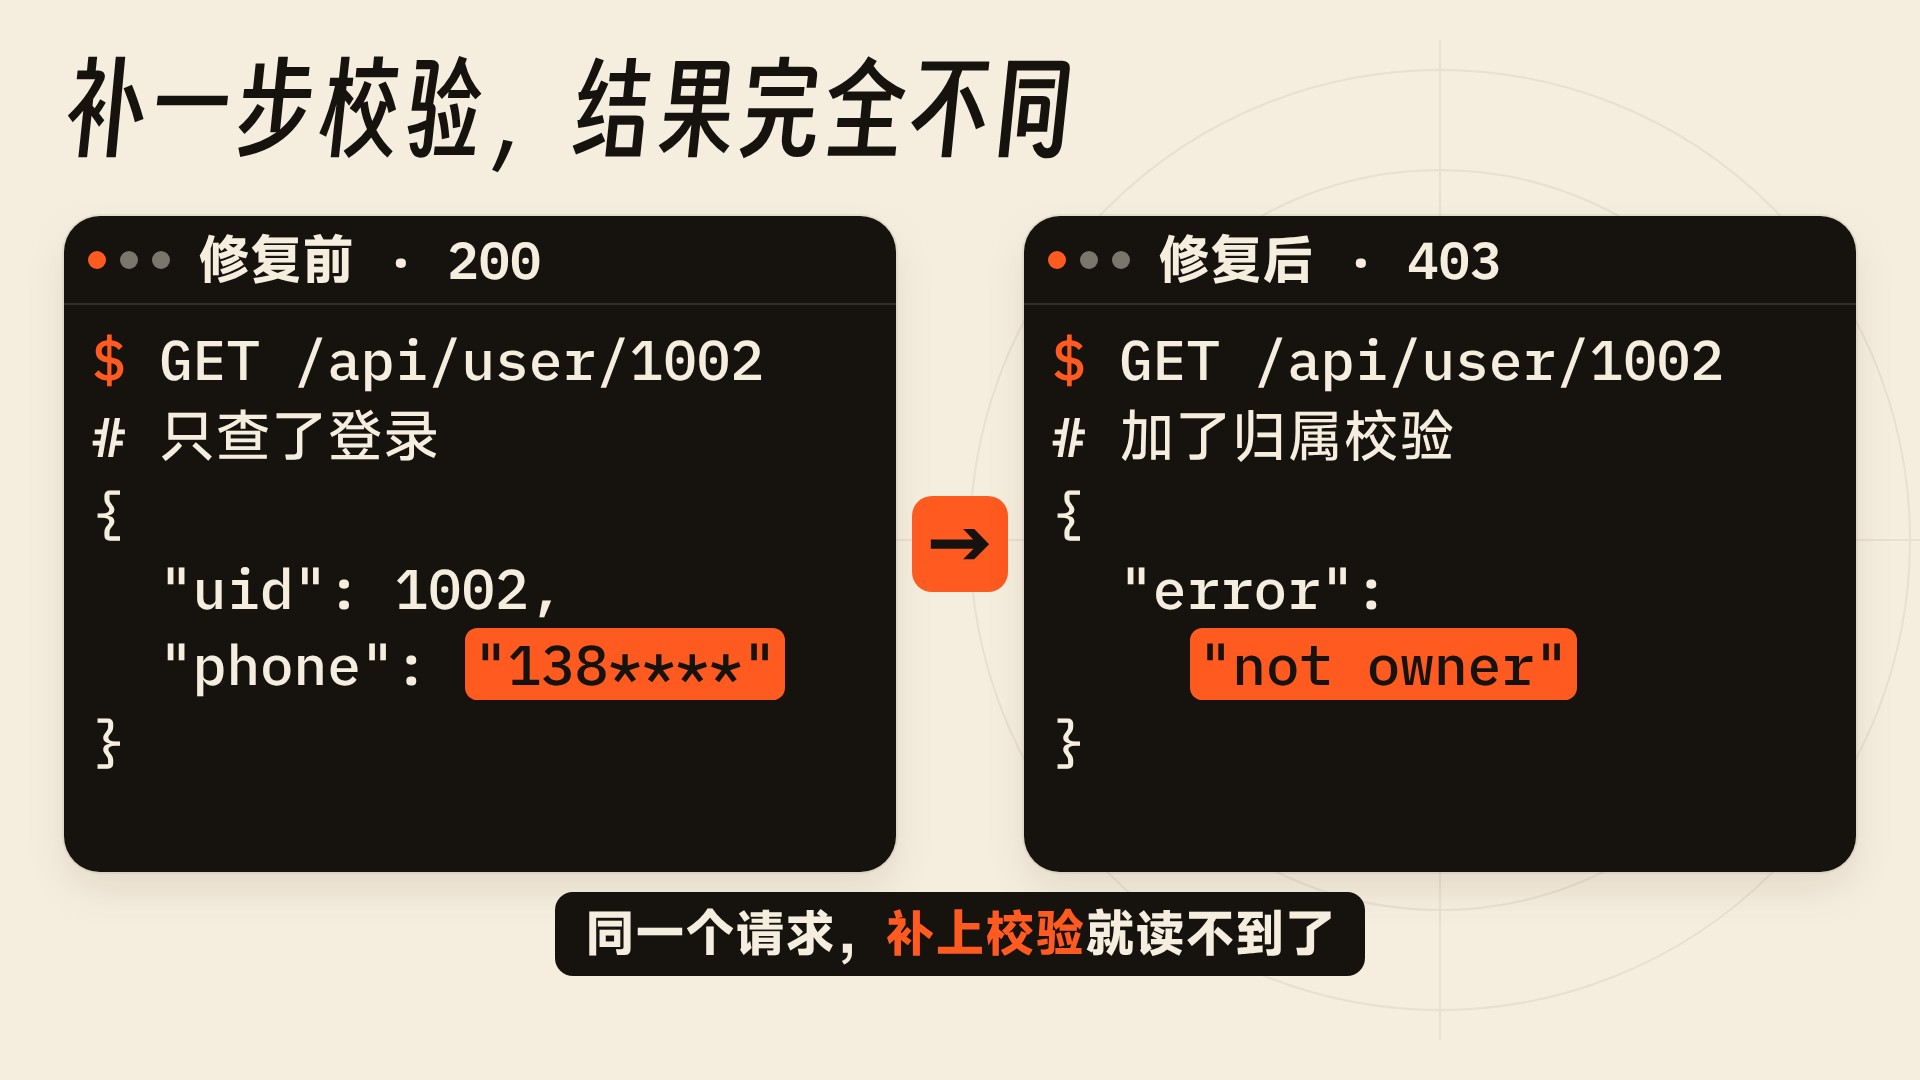 补一步校验，结果完全不同
修复前 · 200
$ GET /api/user/1002
# 只查了登录
{
"uid": 1002,
"phone": "138****"
}
→
修复后 · 403
$ GET /api/user/1002
# 加了归属校验
{
"error":
"not owner"
}
同一个请求，补上校验就读不到了